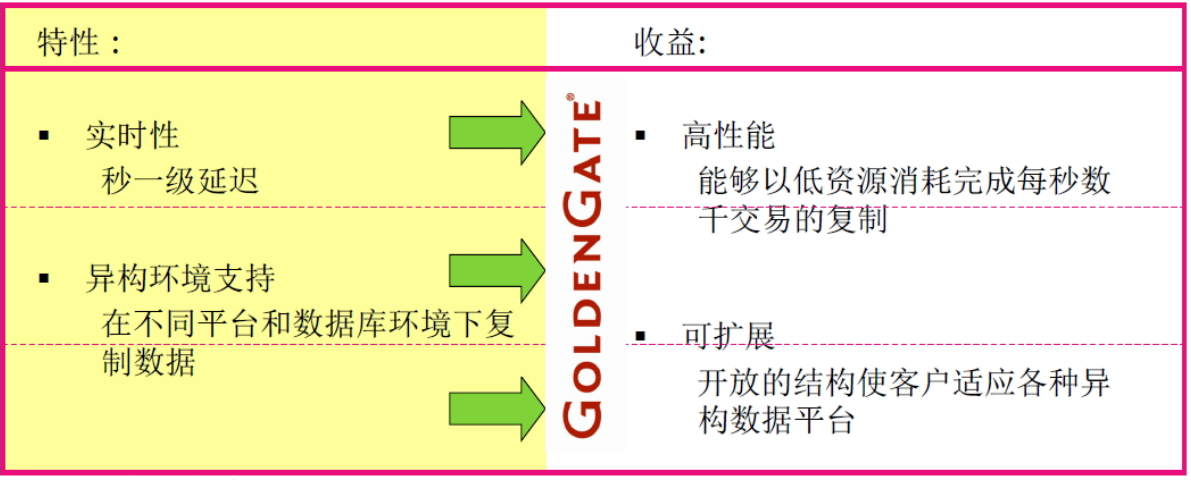 特性：
收益:
▪ 实时性
秒一级延迟
▪ 异构环境支持
在不同平台和数据库环境下复
制数据
GOLDENGATE®
▪ 高性能
能够以低资源消耗完成每秒数
千交易的复制
▪ 可扩展
开放的结构使客户适应各种异
构数据平台